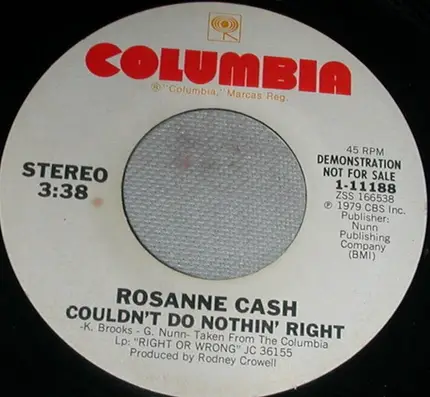 COLUMBIA
® "Columbia," Marcas Reg.
STEREO
3:38
45 RPM
DEMONSTRATION
NOT FOR SALE
1-11188
ZSS 166538
℗ 1979 CBS Inc.
Publisher:
Nunn
Publishing
Company
(BMI)
ROSANNE CASH
COULDN'T DO NOTHIN' RIGHT
-K. Brooks - G. Nunn- Taken From The Columbia
Lp: "RIGHT OR WRONG" JC 36155
Produced by Rodney Crowell